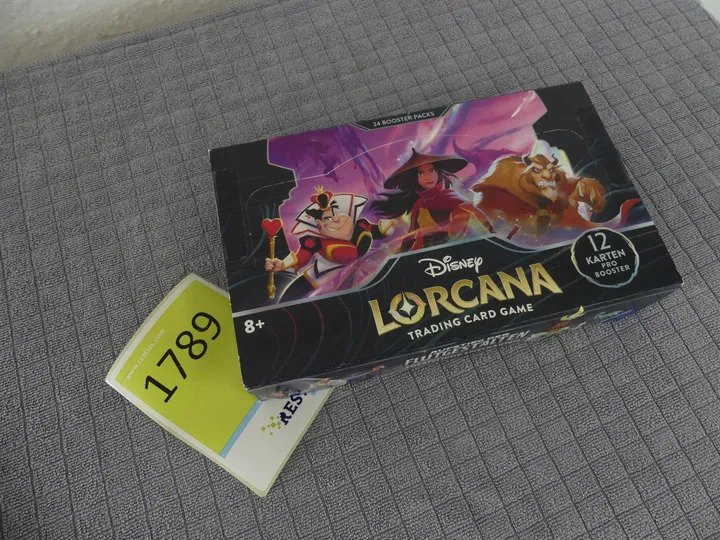 24 BOOSTER PACKS
DISNEY
LORCANA
TRADING CARD GAME
8+
12
KARTEN
PRO
BOOSTER
1789